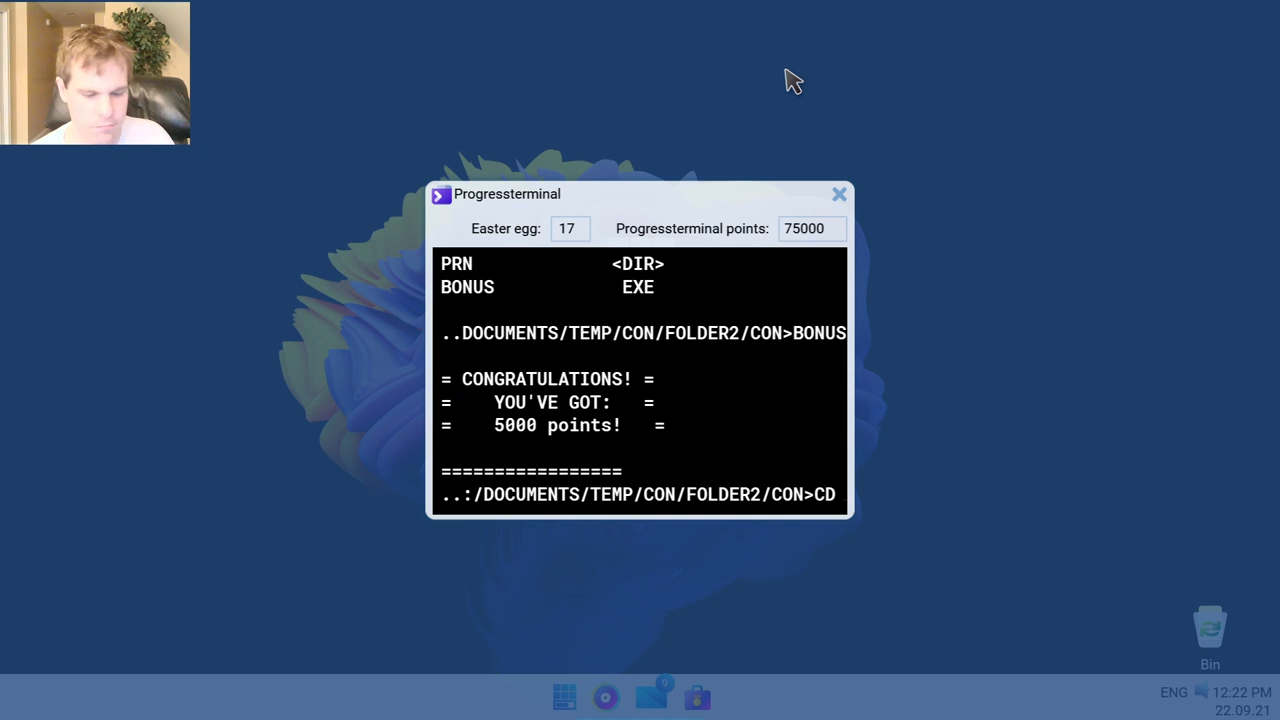 Progressterminal
Easter egg: 17 Progressterminal points: 75000
PRN <DIR>
BONUS EXE
..DOCUMENTS/TEMP/CON/FOLDER2/CON>BONUS
= CONGRATULATIONS! =
= YOU'VE GOT: =
= 5000 points! =
=================
..:/DOCUMENTS/TEMP/CON/FOLDER2/CON>CD
Bin
9
ENG 12:22 PM
22.09.21